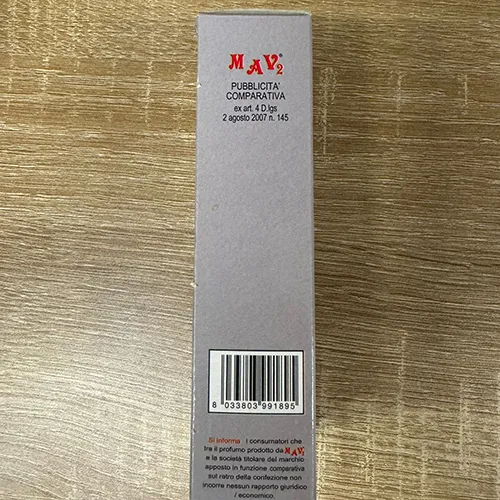 MAV2®
PUBBLICITA'
COMPARATIVA
ex art. 4 D.lgs
2 agosto 2007 n. 145
8 033803 991895
Si informa I consumatori che
tra il profumo prodotto da MAV2
e la società titolare del marchio
apposto in funzione comparativa
sul retro della confezione non
incorre nessun rapporto giuridico
/ economico.